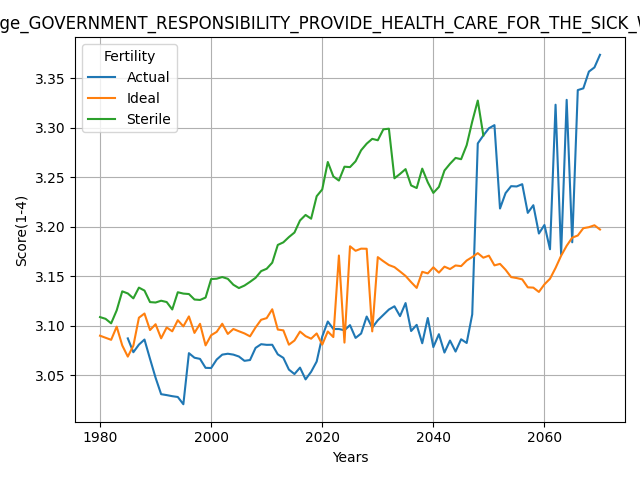 ge_GOVERNMENT_RESPONSIBILITY_PROVIDE_HEALTH_CARE_FOR_THE_SICK_
Fertility
Actual
Ideal
Sterile
3.35
3.30
3.25
3.20
3.15
3.10
3.05
Score(1-4)
1980 2000 2020 2040 2060
Years